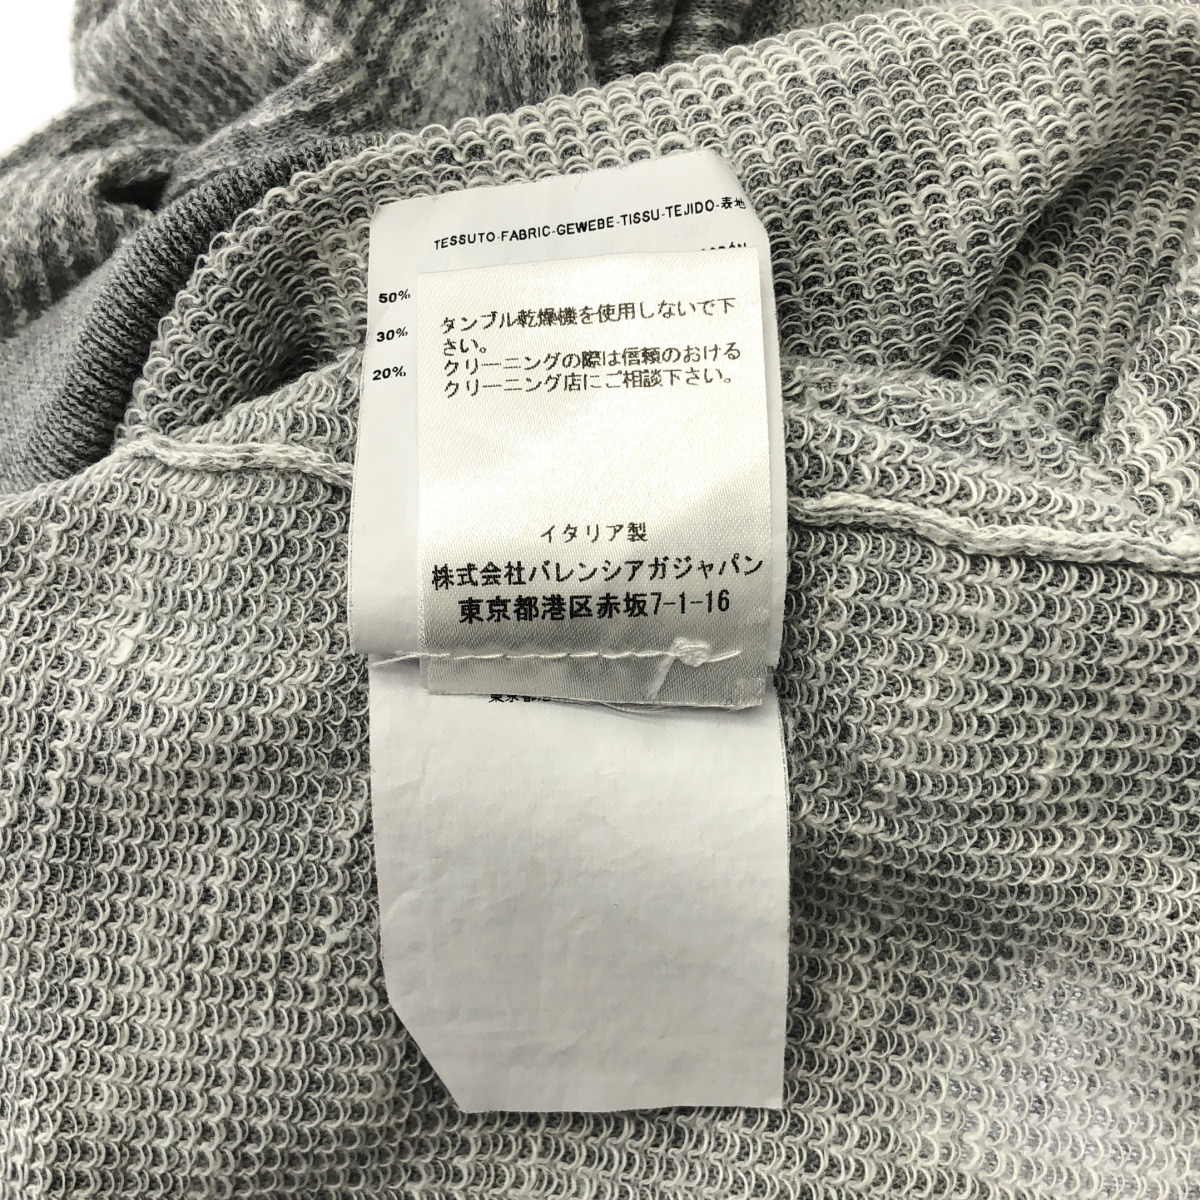 TESSUTO-FABRIC-GEWEBE-TISSU-TEJIDO-表地
50%
30%
20%
タンブル乾燥機を使用しないで下
さい。
クリーニングの際は信頼のおける
クリーニング店にご相談下さい。
イタリア製
株式会社バレンシアガジャパン
東京都港区赤坂7-1-16
東京都港